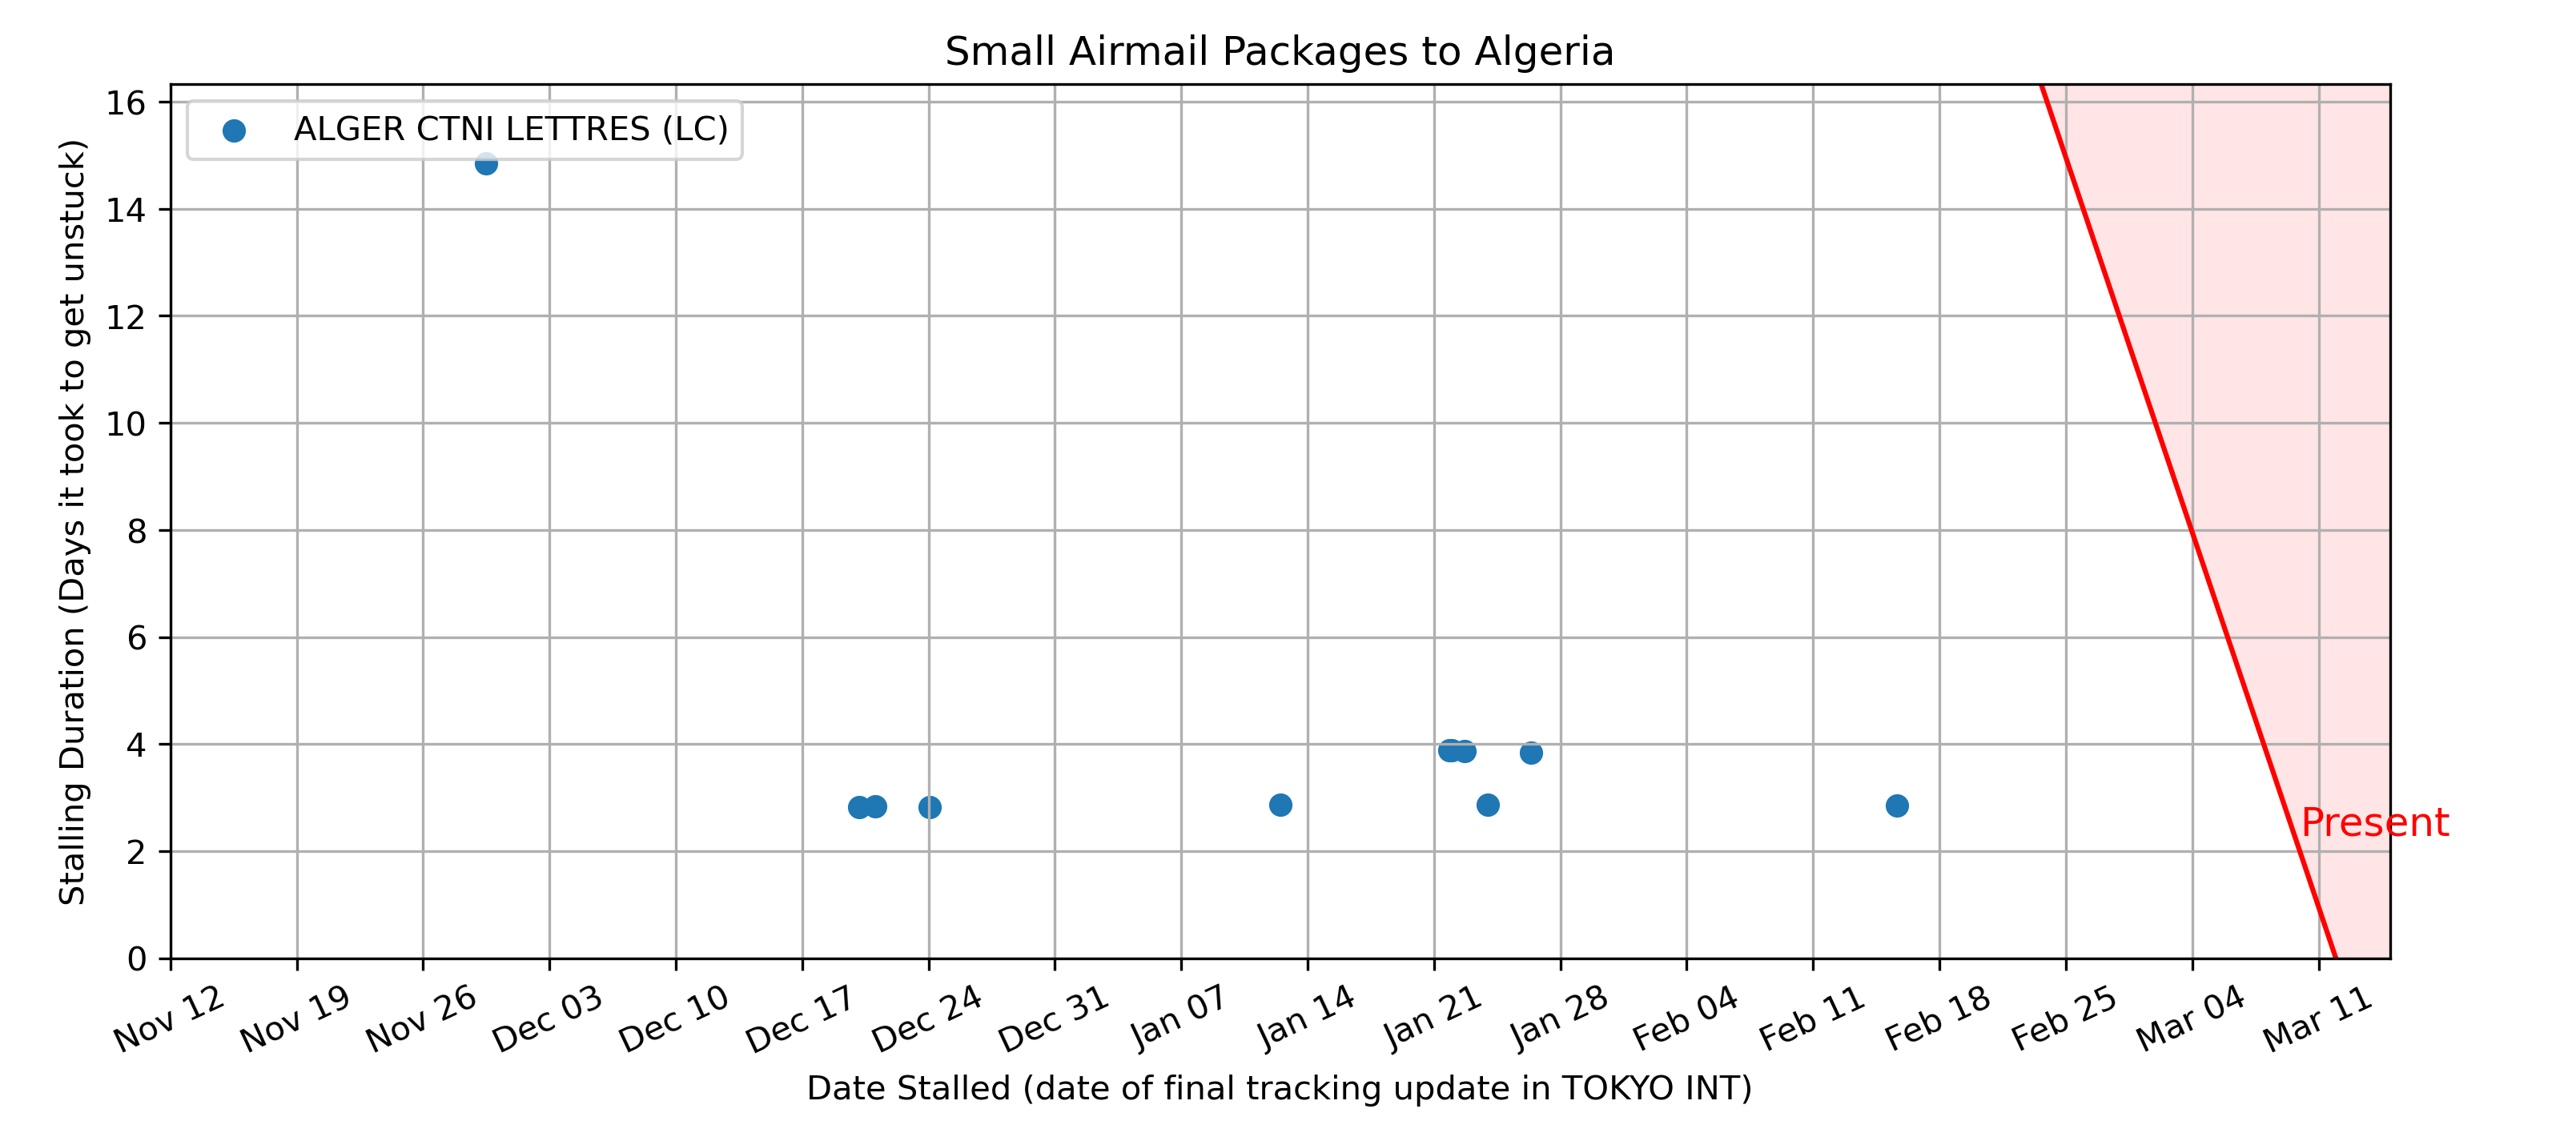 Small Airmail Packages to Algeria
ALGER CTNI LETTRES (LC)
Stalling Duration (Days it took to get unstuck)
16
14
12
10
8
6
4
2
0
Present
Nov 12
Nov 19
Nov 26
Dec 03
Dec 10
Dec 17
Dec 24
Dec 31
Jan 07
Jan 14
Jan 21
Jan 28
Feb 04
Feb 11
Feb 18
Feb 25
Mar 04
Mar 11
Date Stalled (date of final tracking update in TOKYO INT)